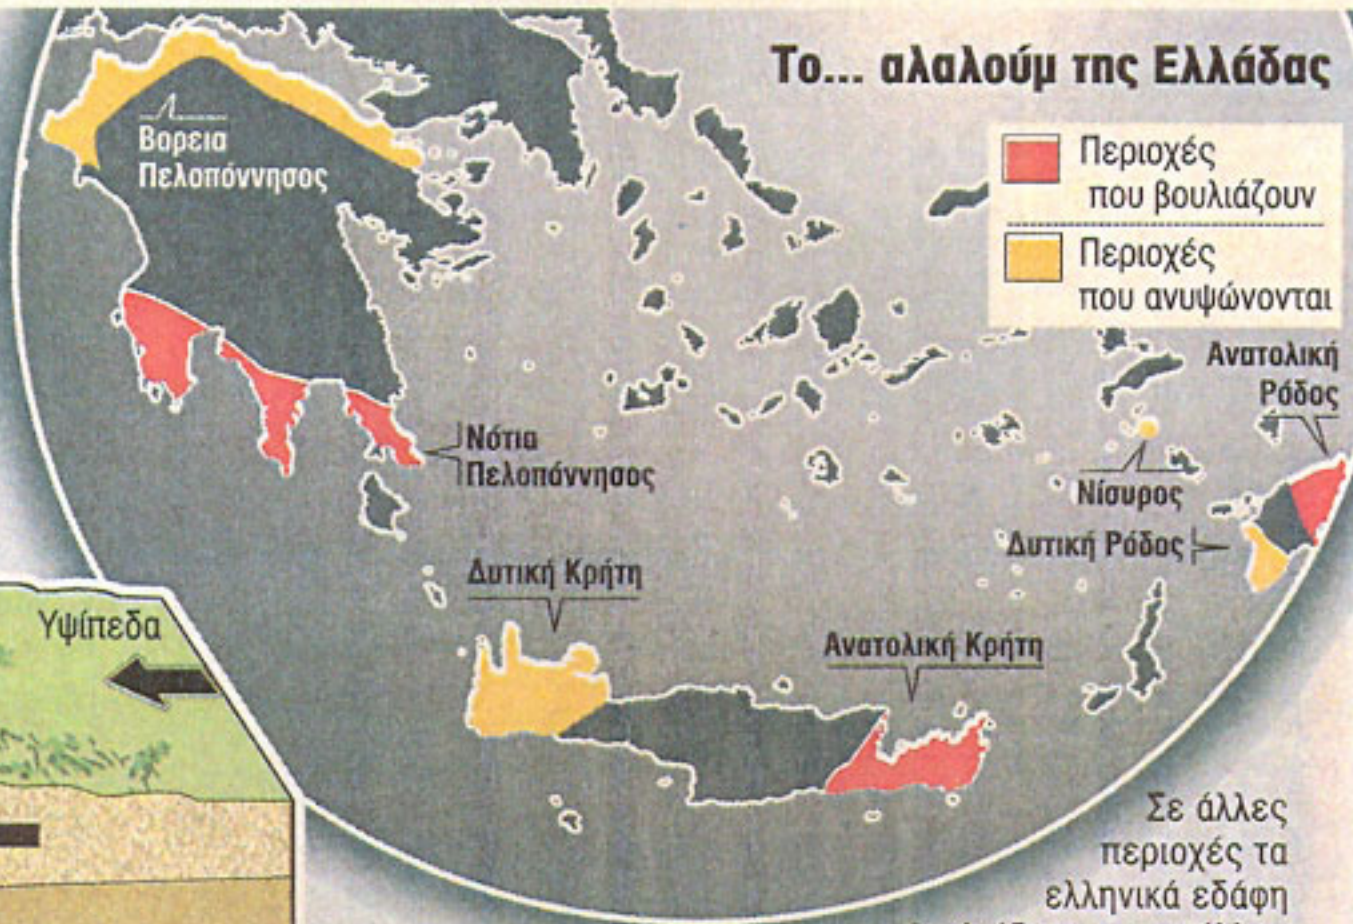 Το... αλαλούμ της Ελλάδας
Περιοχές
που βουλιάζουν
Περιοχές
που ανυψώνονται
Βορεια
Πελοπόννησος
Νότια
Πελοπάννησος
Ανατολική
Ρόδος
Νίσυρος
Δυτική Ρόδος
Δυτική Κρήτη
Ανατολική Κρήτη
Υψίπεδα
Σε άλλες
περιοχές τα
ελληνικά εδάφη